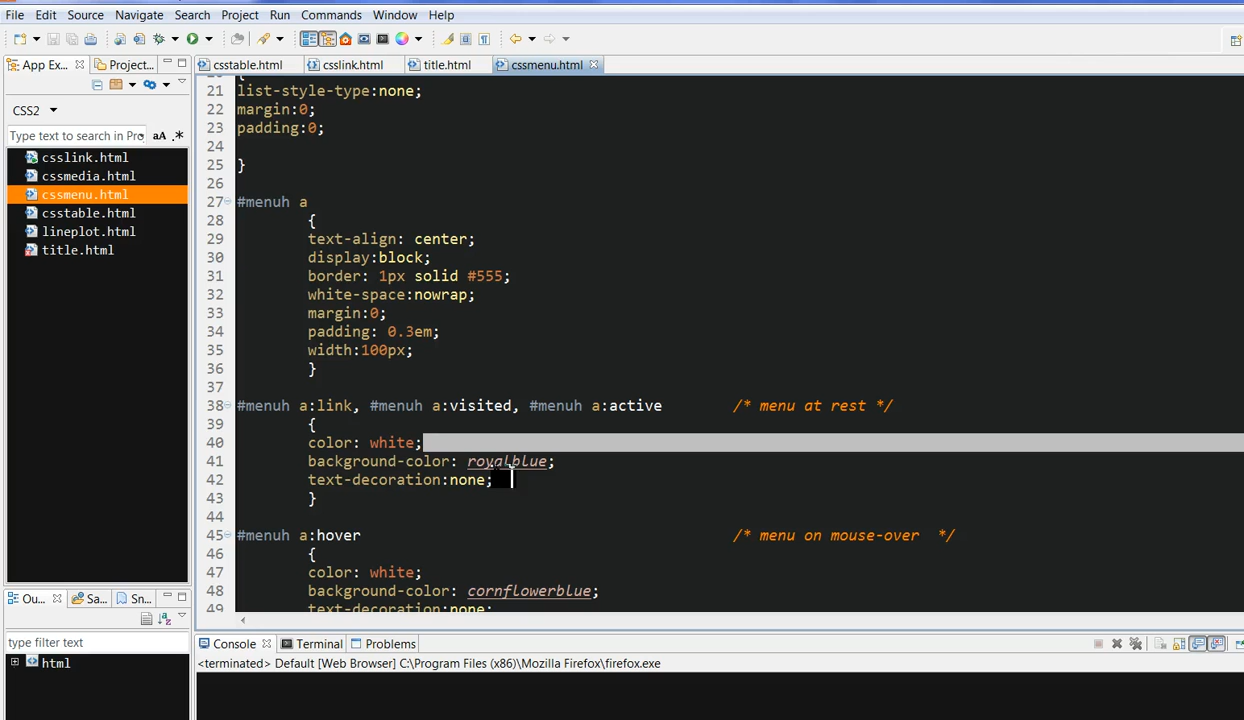 File Edit Source Navigate Search Project Run Commands Window Help
App Ex... Project...
csstable.html csslink.html title.html cssmenu.html
CSS2
Type text to search in Pro aA .*
csslink.html
cssmedia.html
cssmenu.html
csstable.html
lineplot.html
title.html
21 list-style-type:none;
22 margin:0;
23 padding:0;
24
25 }
26
27 #menuh a
28 {
29 text-align: center;
30 display:block;
31 border: 1px solid #555;
32 white-space:nowrap;
33 margin:0;
34 padding: 0.3em;
35 width:100px;
36 }
37
38 #menuh a:link, #menuh a:visited, #menuh a:active /* menu at rest */
39 {
40 color: white;
41 background-color: royalblue;
42 text-decoration:none;
43 }
44
45 #menuh a:hover /* menu on mouse-over */
46 {
47 color: white;
48 background-color: cornflowerblue;
49 text-decoration:none;
Ou... Sa... Sn...
type filter text
html
Console Terminal Problems
<terminated> Default [Web Browser] C:\Program Files (x86)\Mozilla Firefox\firefox.exe